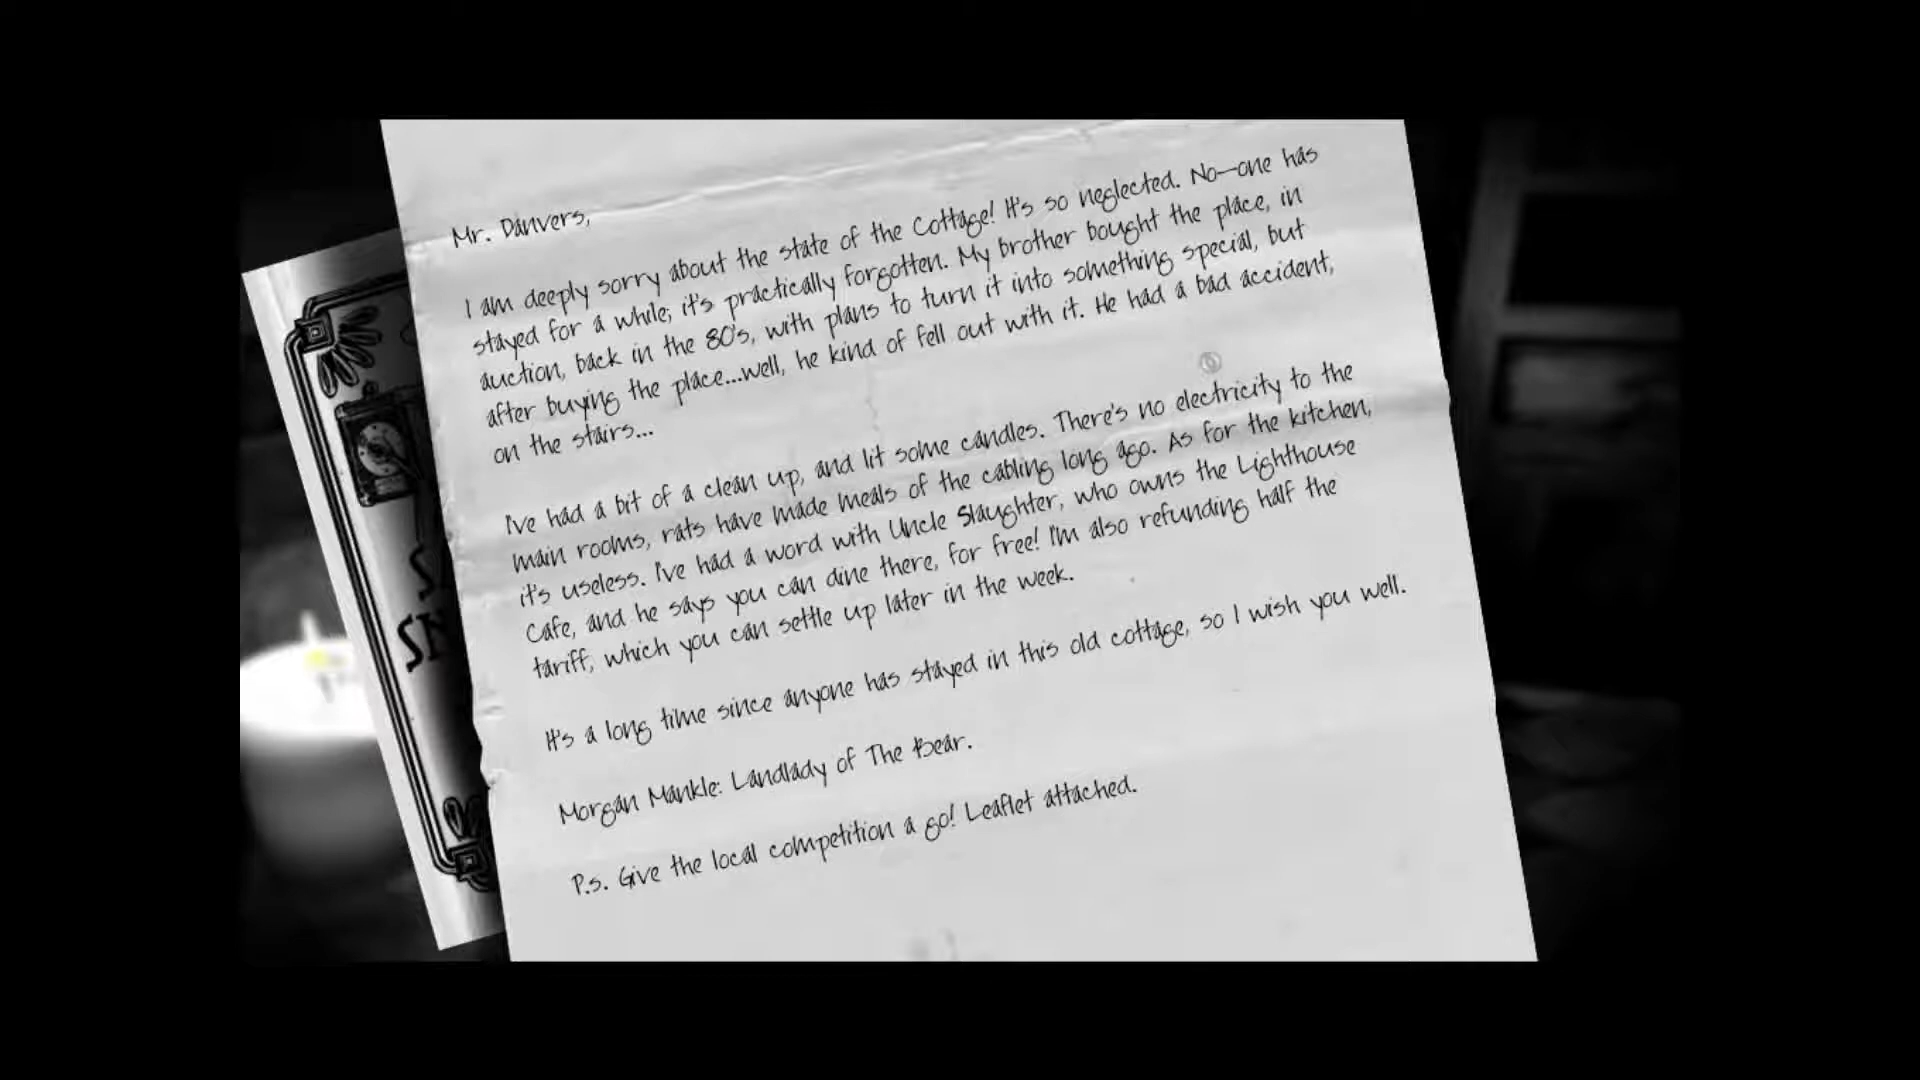 Mr. Danvers,
I am deeply sorry about the state of the Cottage! It's so neglected. No-one has
stayed for a while; it's practically forgotten. My brother bought the place, in
auction, back in the 80's, with plans to turn it into something special, but
after buying the place...well, he kind of fell out with it. He had a bad accident,
on the stairs...
I've had a bit of a clean up, and lit some candles. There's no electricity to the
main rooms, rats have made meals of the cabling long ago. As for the kitchen,
it's useless. I've had a word with Uncle Slaughter, who owns the Lighthouse
Cafe, and he says you can dine there, for free! I'm also refunding half the
tariff, which you can settle up later in the week.
It's a long time since anyone has stayed in this old cottage, so I wish you well.
Morgan Mankle: Landlady of The Bear.
P.s. Give the local competition a go! Leaflet attached.